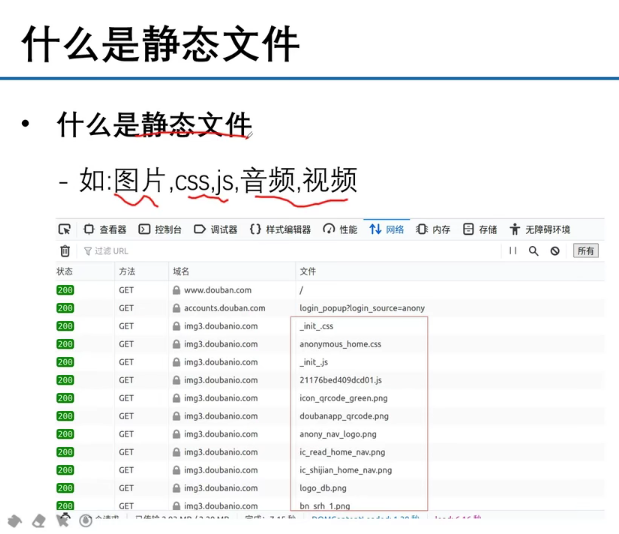 什么是静态文件
• 什么是静态文件
- 如:图片,css,js,音频,视频
查看器 控制台 调试器 {} 样式编辑器 性能 网络 内存 存储 无障碍环境
过滤 URL 所有
状态 方法 域名 文件
200 GET www.douban.com /
200 GET accounts.douban.com login_popup?login_source=anony
200 GET img3.doubanio.com _init_.css
200 GET img3.doubanio.com anonymous_home.css
200 GET img3.doubanio.com _init_.js
200 GET img3.doubanio.com 21176bed409dcd01.js
200 GET img3.doubanio.com icon_qrcode_green.png
200 GET img3.doubanio.com doubanapp_qrcode.png
200 GET img3.doubanio.com anony_nav_logo.png
200 GET img3.doubanio.com ic_read_home_nav.png
200 GET img3.doubanio.com ic_shijian_home_nav.png
200 GET img3.doubanio.com logo_db.png
200 GET img3.doubanio.com bn_srh_1.png